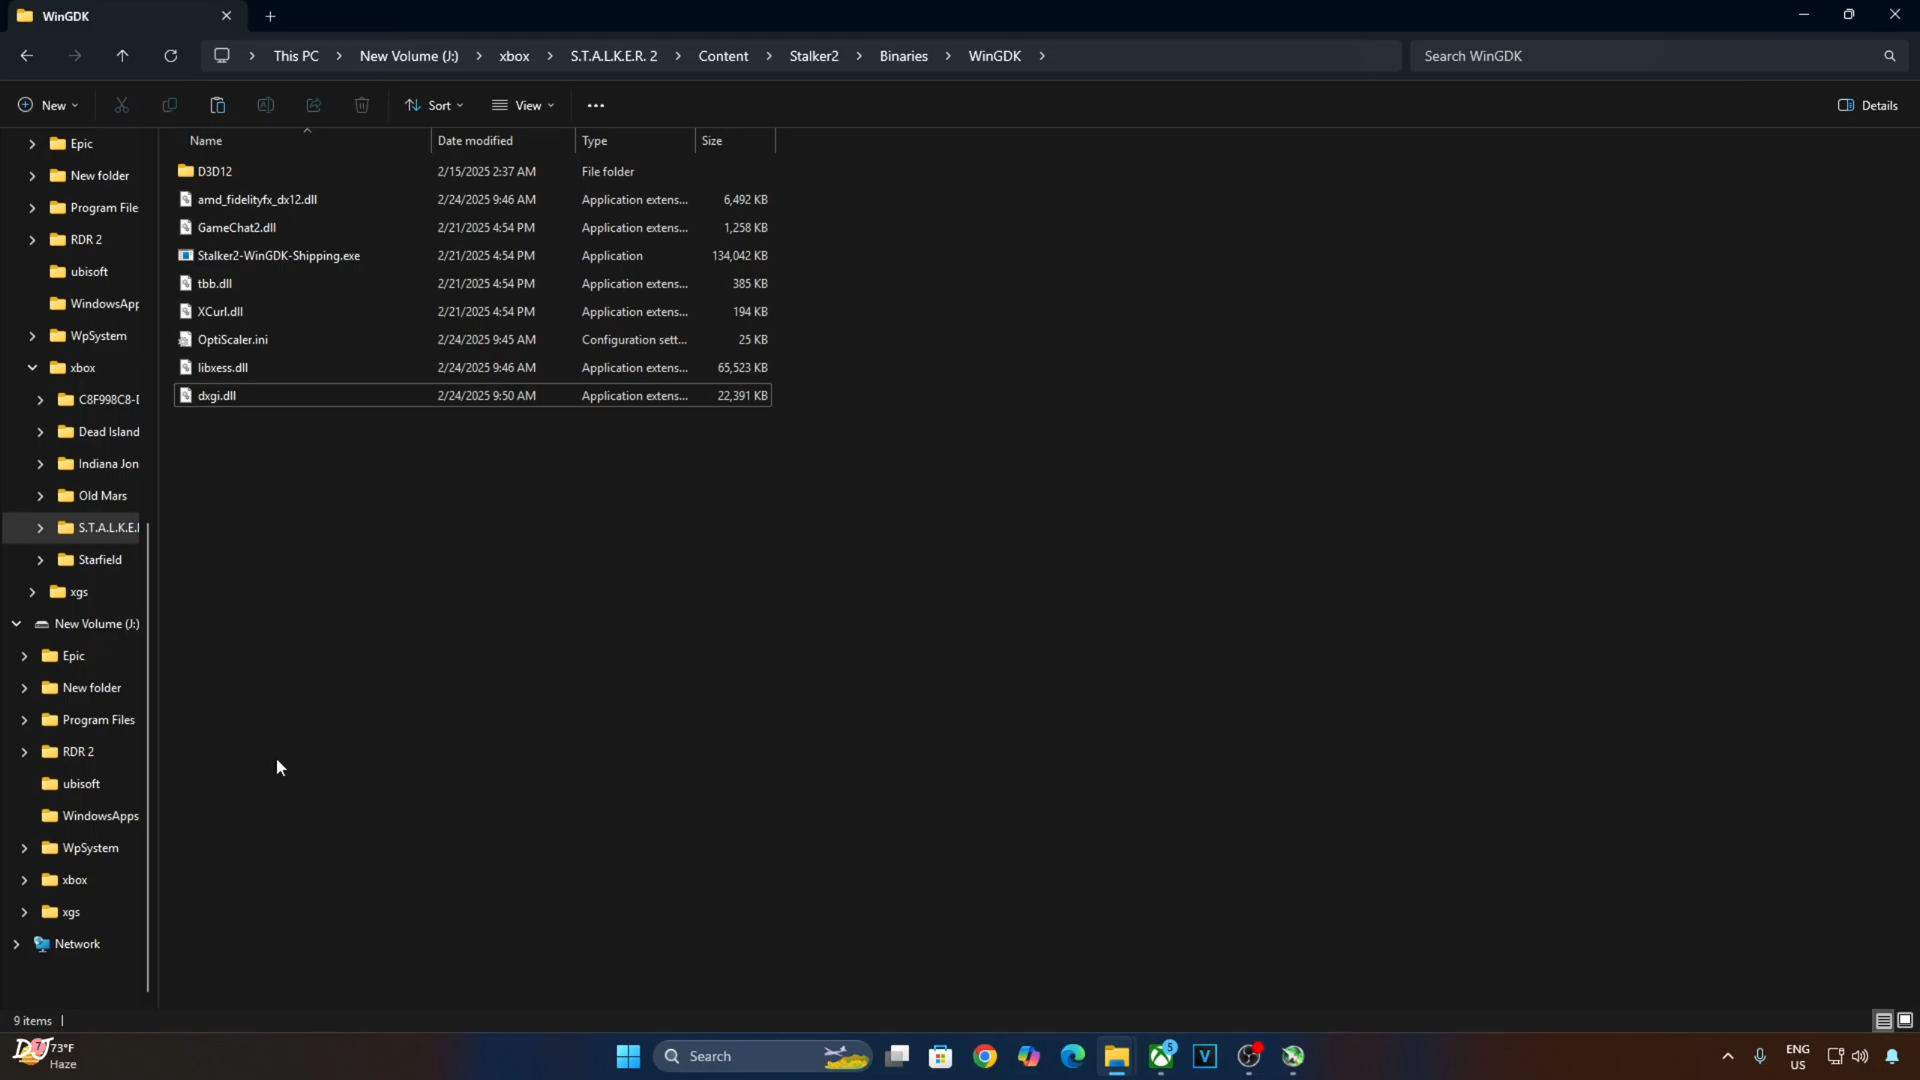 WinGDK
This PC > New Volume (J:) > xbox > S.T.A.L.K.E.R. 2 > Content > Stalker2 > Binaries > WinGDK >
Search WinGDK
New
Sort
View
Details
Name Date modified Type Size
D3D12 2/15/2025 2:37 AM File folder
amd_fidelityfx_dx12.dll 2/24/2025 9:46 AM Application extens... 6,492 KB
GameChat2.dll 2/21/2025 4:54 PM Application extens... 1,258 KB
Stalker2-WinGDK-Shipping.exe 2/21/2025 4:54 PM Application 134,042 KB
tbb.dll 2/21/2025 4:54 PM Application extens... 385 KB
XCurl.dll 2/21/2025 4:54 PM Application extens... 194 KB
OptiScaler.ini 2/24/2025 9:45 AM Configuration sett... 25 KB
libxess.dll 2/24/2025 9:46 AM Application extens... 65,523 KB
dxgi.dll 2/24/2025 9:50 AM Application extens... 22,391 KB
Epic
New folder
Program File
RDR 2
ubisoft
WindowsApp
WpSystem
xbox
C8F998C8-
Dead Island
Indiana Jon
Old Mars
S.T.A.L.K.E.
Starfield
xgs
New Volume (J:)
Epic
New folder
Program Files
RDR 2
ubisoft
WindowsApps
WpSystem
xbox
xgs
Network
9 items
DJ
73°F
Haze
Search
5
V
ENG
US